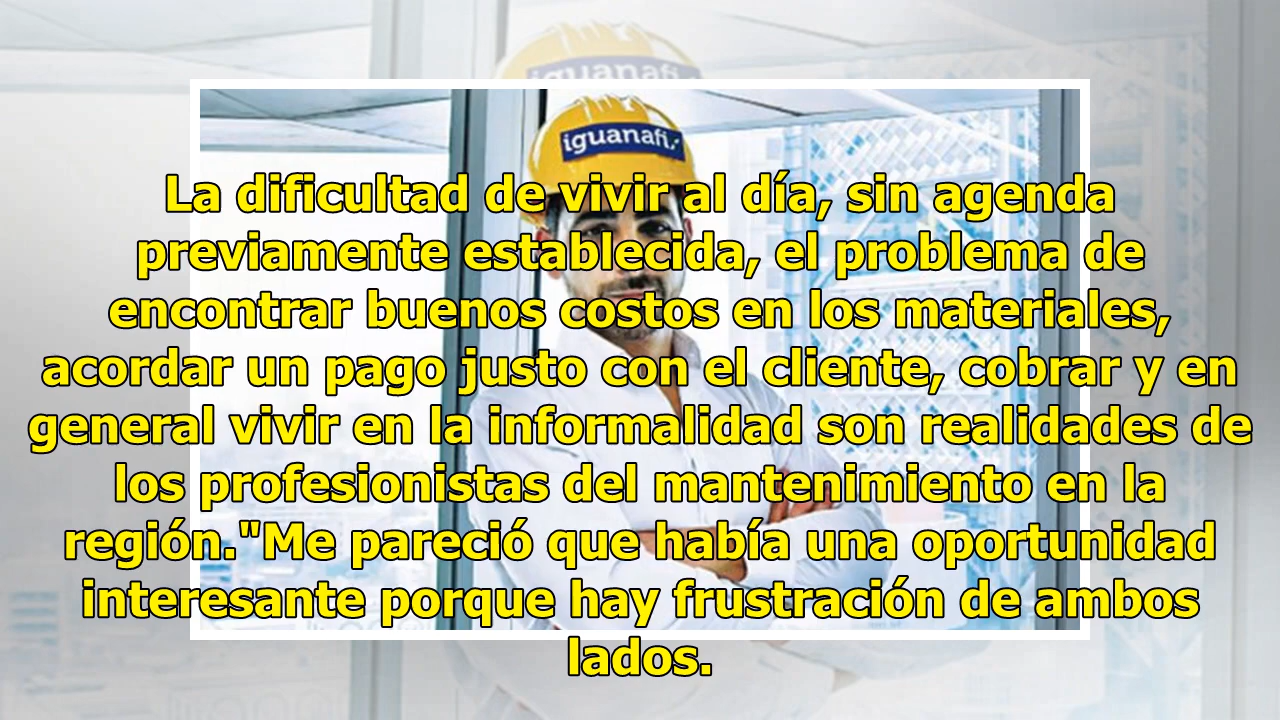 iguanafi
La dificultad de vivir al día, sin agenda
previamente establecida, el problema de
encontrar buenos costos en los materiales,
acordar un pago justo con el cliente, cobrar y en
general vivir en la informalidad son realidades de
los profesionistas del mantenimiento en la
región."Me pareció que había una oportunidad
interesante porque hay frustración de ambos
lados.